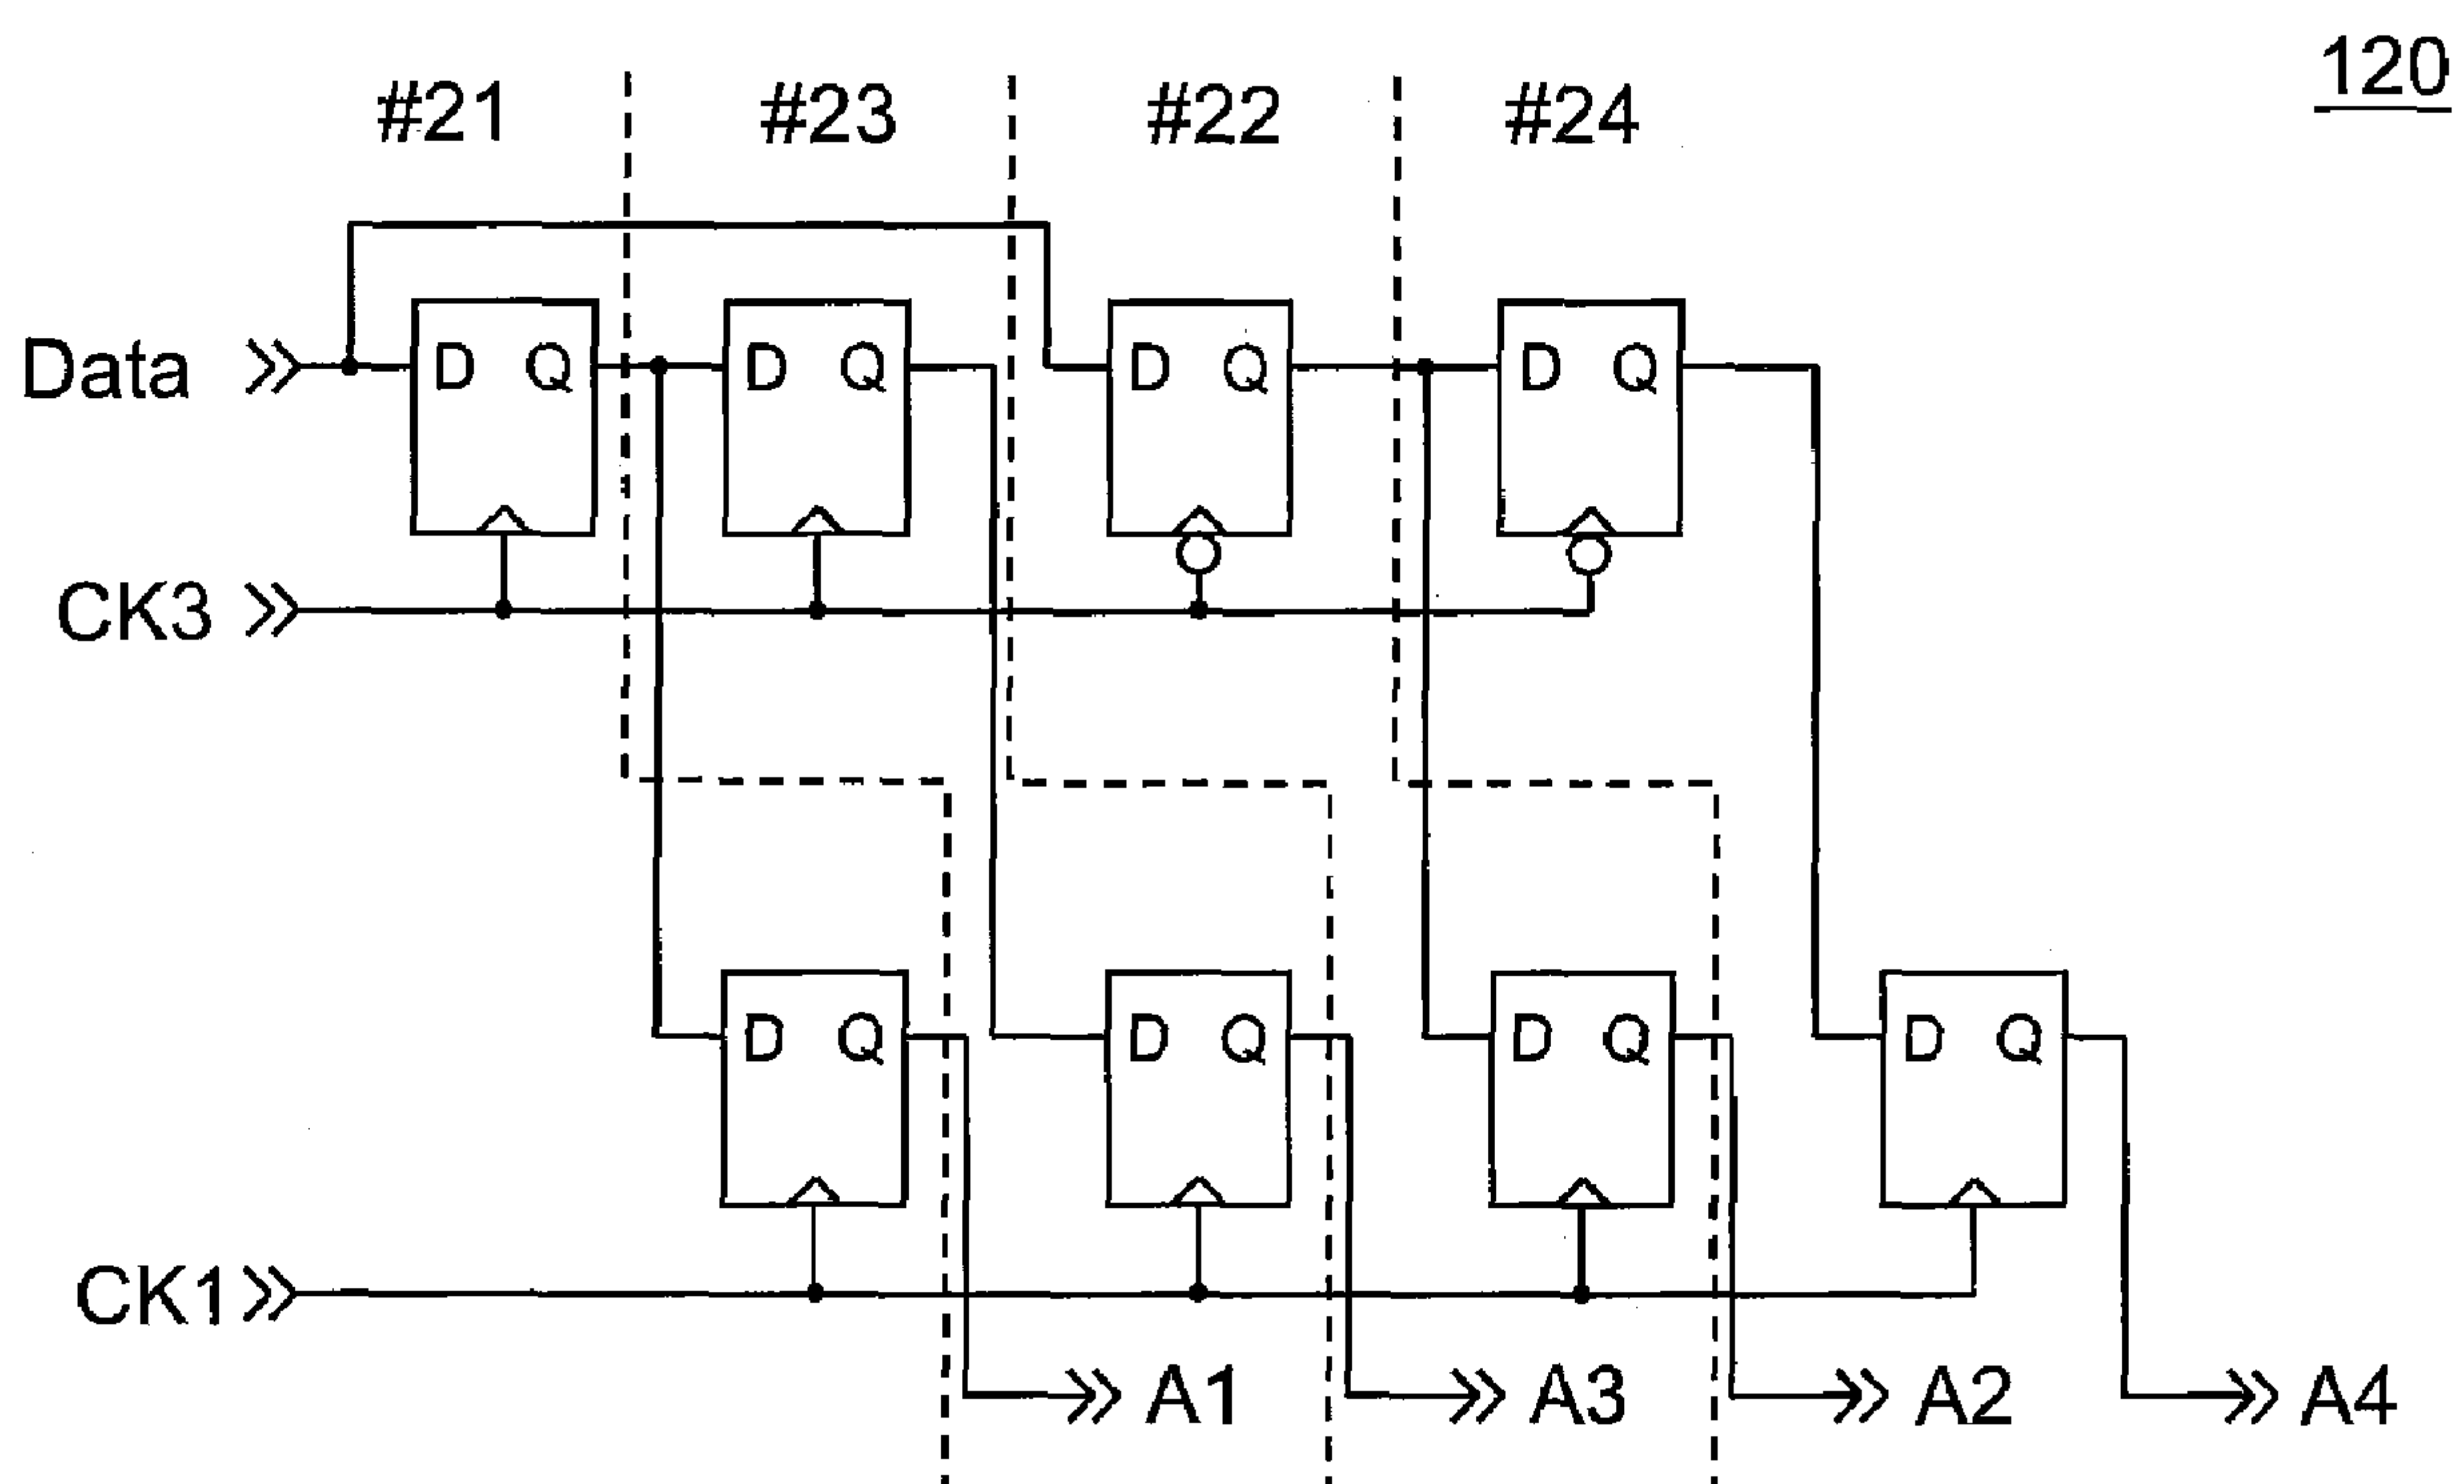 120
#21 #23 #22 #24
Data
D Q D Q D Q D Q
CK3
D Q D Q D Q D Q
CK1
A1 A3 A2 A4